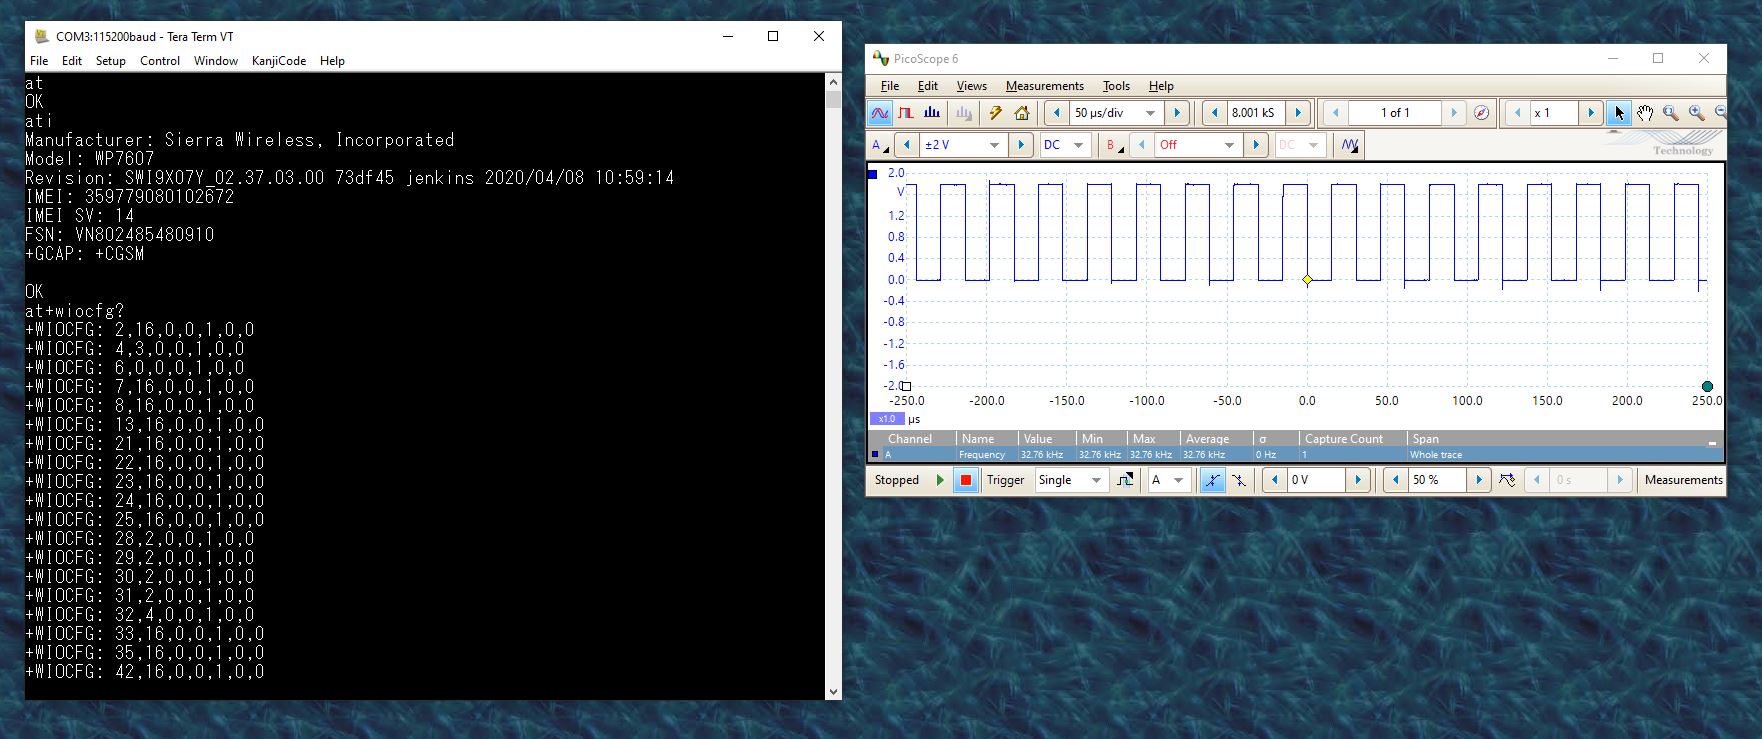 COM3:115200baud - Tera Term VT
File Edit Setup Control Window KanjiCode Help
at
OK
ati
Manufacturer: Sierra Wireless, Incorporated
Model: WP7607
Revision: SWI9X07Y_02.37.03.00 73df45 jenkins 2020/04/08 10:59:14
IMEI: 359779080102672
IMEI SV: 14
FSN: VN802485480910
+GCAP: +CGSM
OK
at+wiocfg?
+WIOCFG: 2,16,0,0,1,0,0
+WIOCFG: 4,3,0,0,1,0,0
+WIOCFG: 6,0,0,0,1,0,0
+WIOCFG: 7,16,0,0,1,0,0
+WIOCFG: 8,16,0,0,1,0,0
+WIOCFG: 13,16,0,0,1,0,0
+WIOCFG: 21,16,0,0,1,0,0
+WIOCFG: 22,16,0,0,1,0,0
+WIOCFG: 23,16,0,0,1,0,0
+WIOCFG: 24,16,0,0,1,0,0
+WIOCFG: 25,16,0,0,1,0,0
+WIOCFG: 28,2,0,0,1,0,0
+WIOCFG: 29,2,0,0,1,0,0
+WIOCFG: 30,2,0,0,1,0,0
+WIOCFG: 31,2,0,0,1,0,0
+WIOCFG: 32,4,0,0,1,0,0
+WIOCFG: 33,16,0,0,1,0,0
+WIOCFG: 35,16,0,0,1,0,0
+WIOCFG: 42,16,0,0,1,0,0
PicoScope 6
File Edit Views Measurements Tools Help
50 µs/div 8.001 kS 1 of 1 x 1
A ±2 V DC B Off DC
Technology
2.0
V
1.2
0.8
0.4
0.0
-0.4
-0.8
-1.2
-1.6
-2.0
-250.0 -200.0 -150.0 -100.0 -50.0 0.0 50.0 100.0 150.0 200.0 250.0
x1.0 µs
Channel Name Value Min Max Average σ Capture Count Span
A Frequency 32.76 kHz 32.76 kHz 32.76 kHz 32.76 kHz 0 Hz 1 Whole trace
Stopped Trigger Single A 0 V 50 % 0 s Measurements